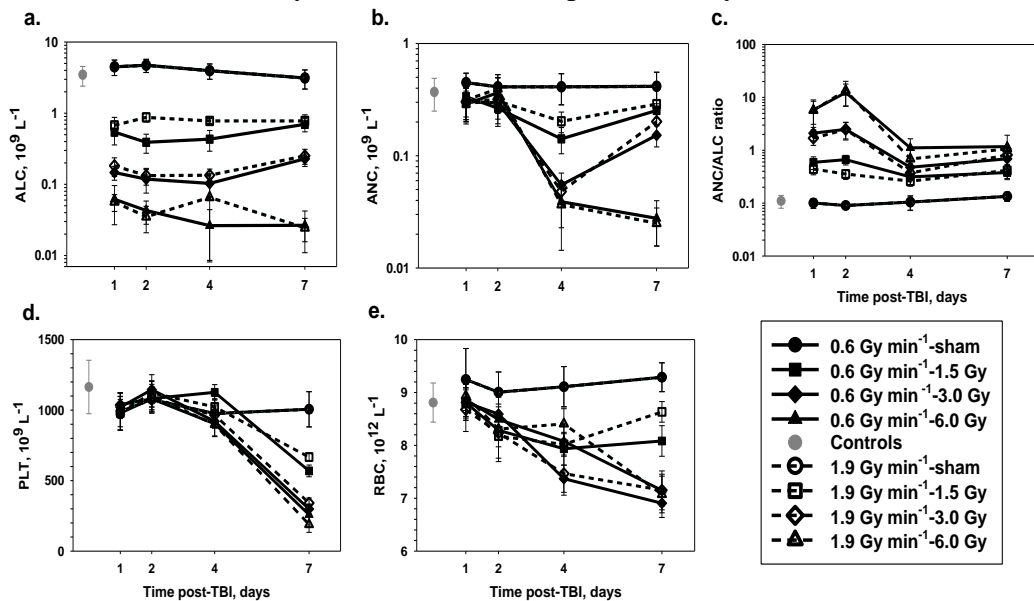 a.
b.
c.
10
1
0.1
0.01
ALC, 10⁹ L⁻¹
1 2 4 7
1
0.1
0.01
ANC, 10⁹ L⁻¹
1 2 4 7
100
10
1
0.1
0.01
ANC/ALC ratio
1 2 4 7
Time post-TBI, days
d.
e.
1500
1000
500
0
PLT, 10⁹ L⁻¹
1 2 4 7
Time post-TBI, days
10
9
8
7
6
RBC, 10¹² L⁻¹
1 2 4 7
Time post-TBI, days
0.6 Gy min⁻¹-sham
0.6 Gy min⁻¹-1.5 Gy
0.6 Gy min⁻¹-3.0 Gy
0.6 Gy min⁻¹-6.0 Gy
Controls
1.9 Gy min⁻¹-sham
1.9 Gy min⁻¹-1.5 Gy
1.9 Gy min⁻¹-3.0 Gy
1.9 Gy min⁻¹-6.0 Gy